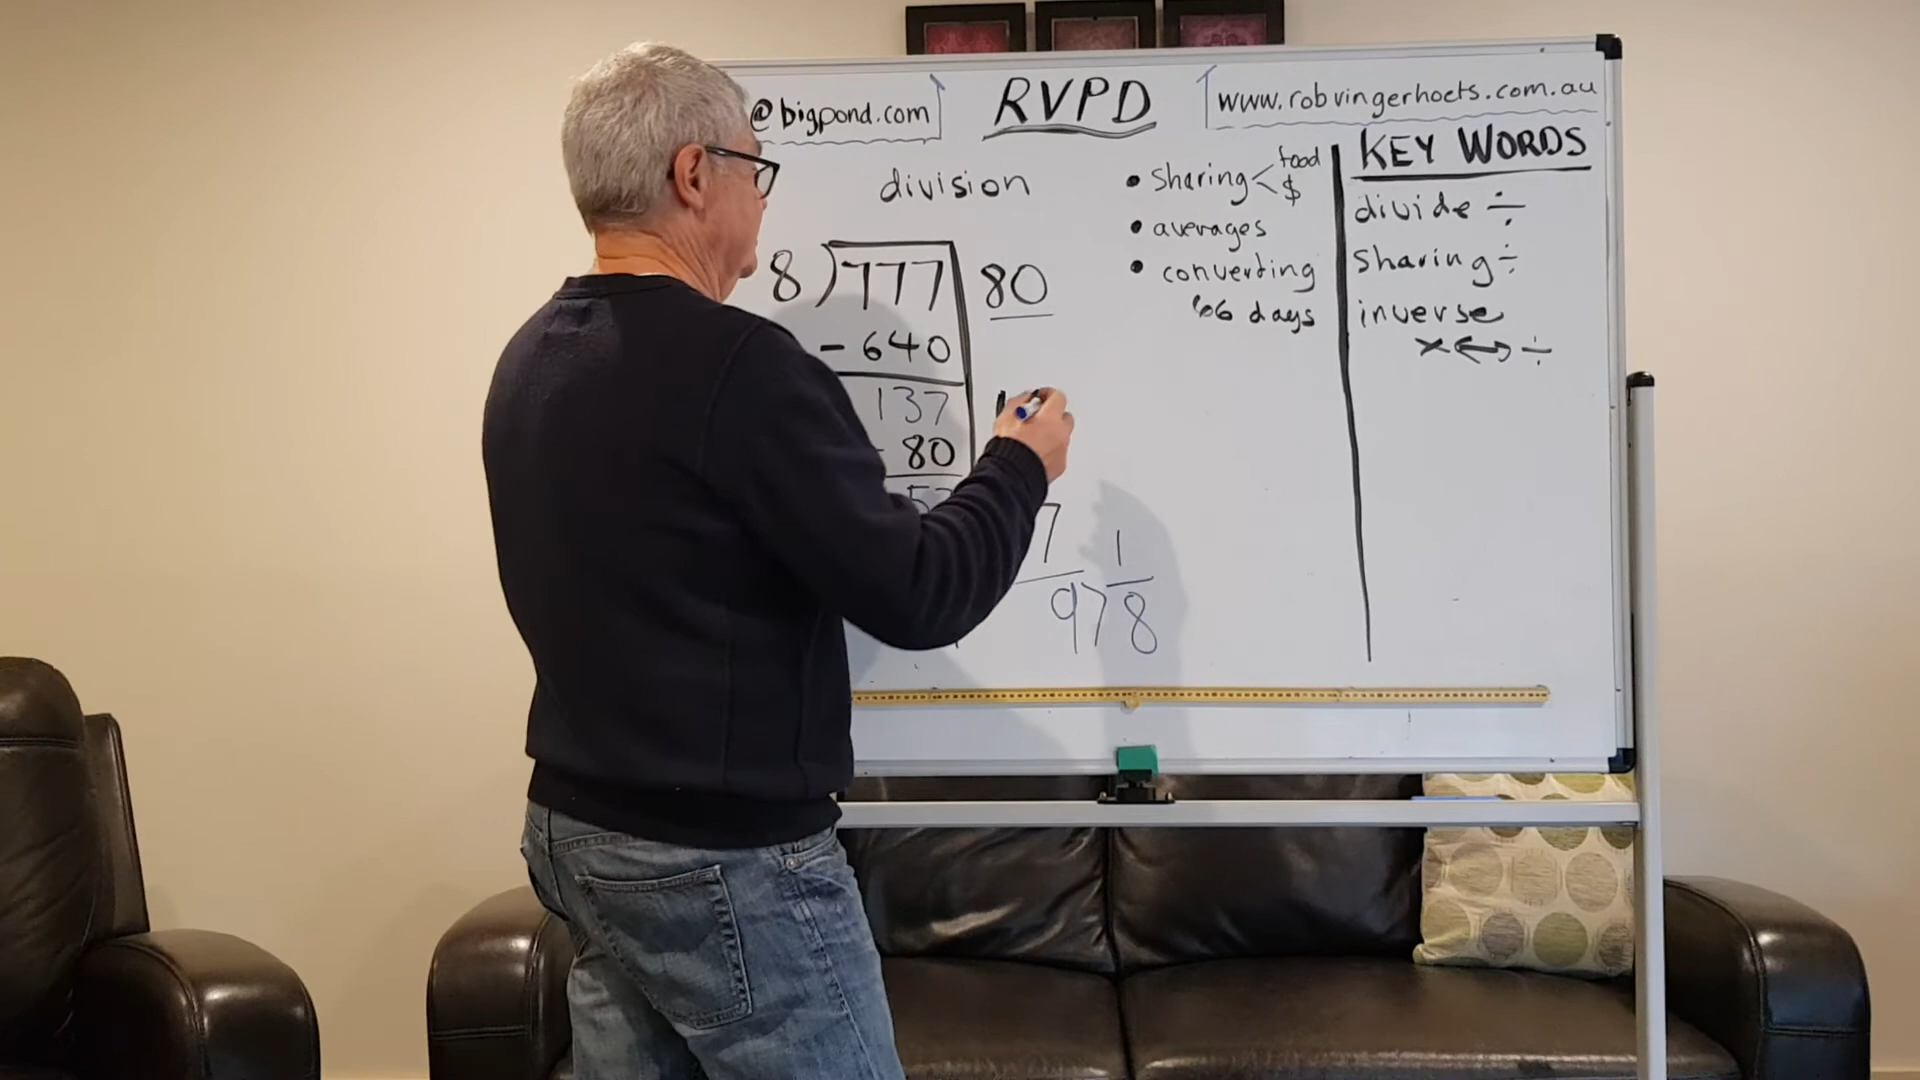 @bigpond.com
RVPD
www.robvingerhoets.com.au
division
8)777 80
- 640
137
80
57
7
97 1/8
• sharing < food
$
• averages
• converting
66 days
KEY WORDS
divide ÷
sharing ÷
inverse
× ↔ ÷